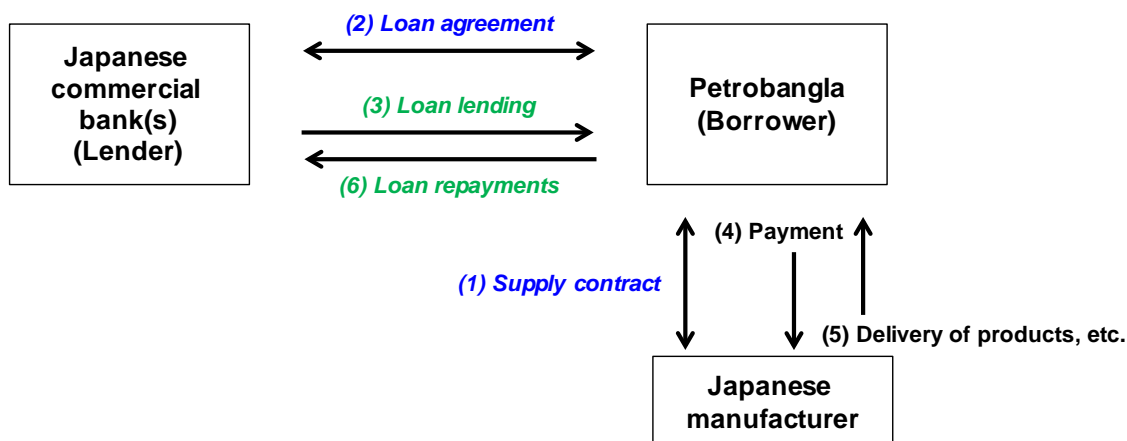 (2) Loan agreement
Japanese
commercial
bank(s)
(Lender)
Petrobangla
(Borrower)
(3) Loan lending
(6) Loan repayments
(4) Payment
(1) Supply contract
(5) Delivery of products, etc.
Japanese
manufacturer